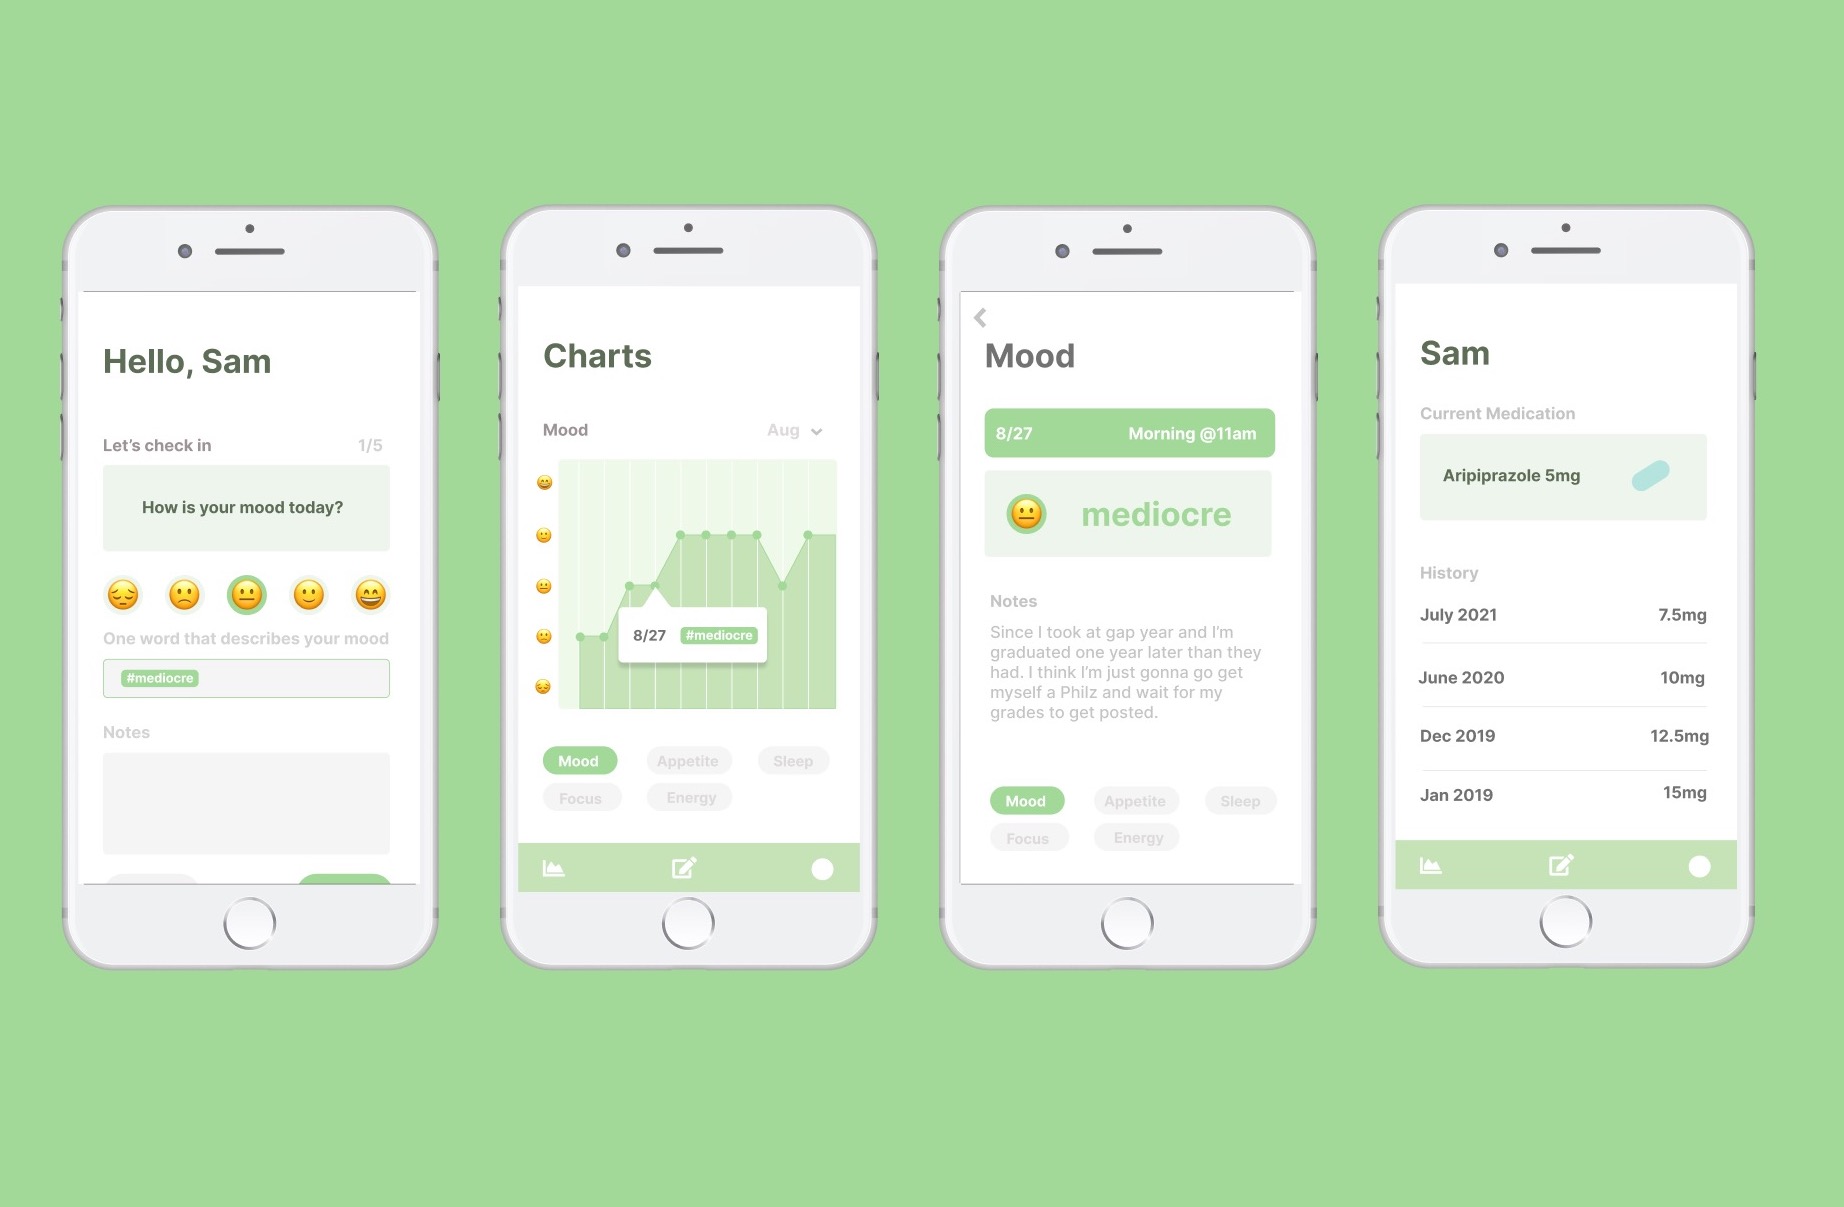 Hello, Sam
Let's check in 1/5
How is your mood today?
One word that describes your mood
#mediocre
Notes
Charts
Mood Aug
8/27 #mediocre
Mood Appetite Sleep
Focus Energy
Mood
8/27 Morning @11am
mediocre
Notes
Since I took at gap year and I'm
graduated one year later than they
had. I think I'm just gonna go get
myself a Philz and wait for my
grades to get posted.
Mood Appetite Sleep
Focus Energy
Sam
Current Medication
Aripiprazole 5mg
History
July 2021 7.5mg
June 2020 10mg
Dec 2019 12.5mg
Jan 2019 15mg